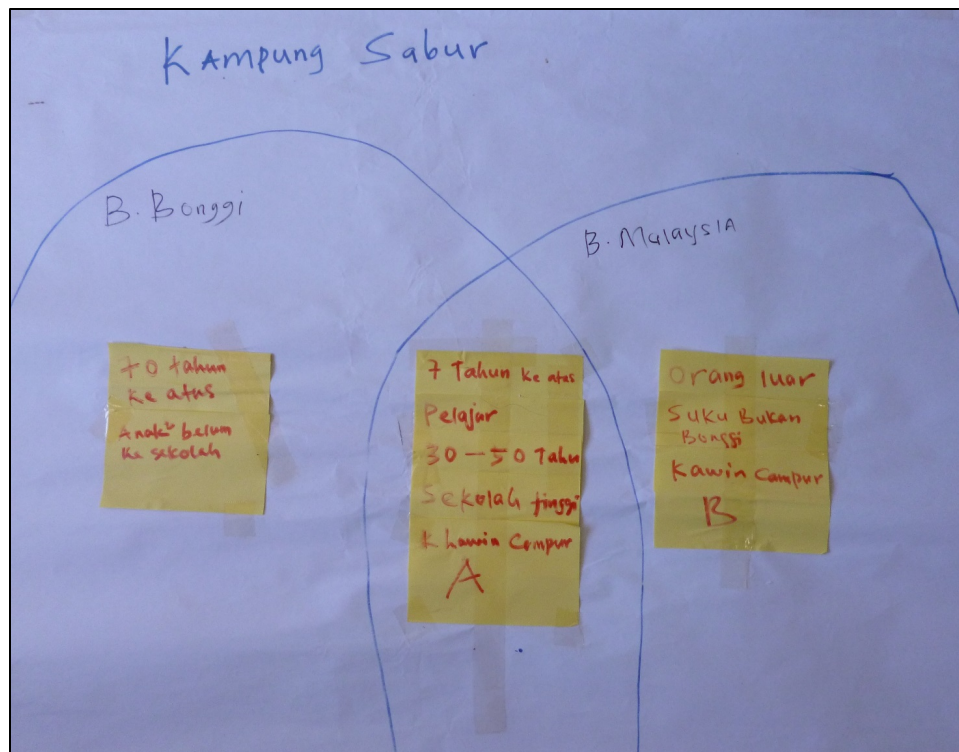 Kampung Sabur
B. Bonggi
B. Malaysia
70 tahun
ke atas
Anak² belum
ke sekolah
7 Tahun ke atas
Pelajar
30-50 Tahun
Sekolah tinggi
Khawin Campur
A
Orang luar
Suku Bukan
Bonggi
Kawin Campur
B